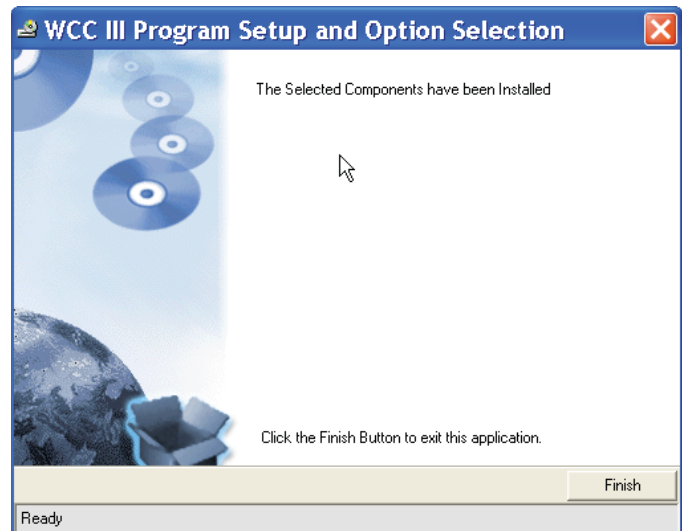 WCC III Program Setup and Option Selection
The Selected Components have been Installed
Click the Finish Button to exit this application.
Finish
Ready